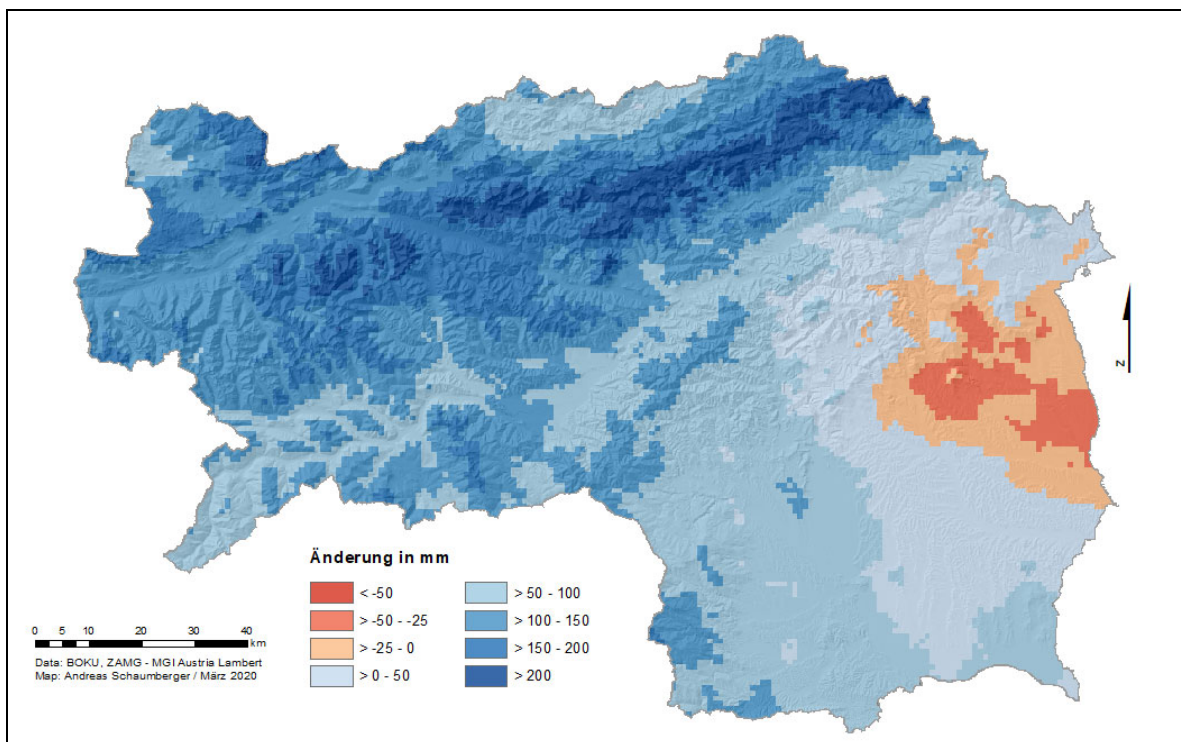 N
Änderung in mm
< -50
> -50 - -25
> -25 - 0
> 0 - 50
> 50 - 100
> 100 - 150
> 150 - 200
> 200
0 5 10 20 30 40
km
Data: BOKU, ZAMG - MGI Austria Lambert
Map: Andreas Schaumberger / März 2020